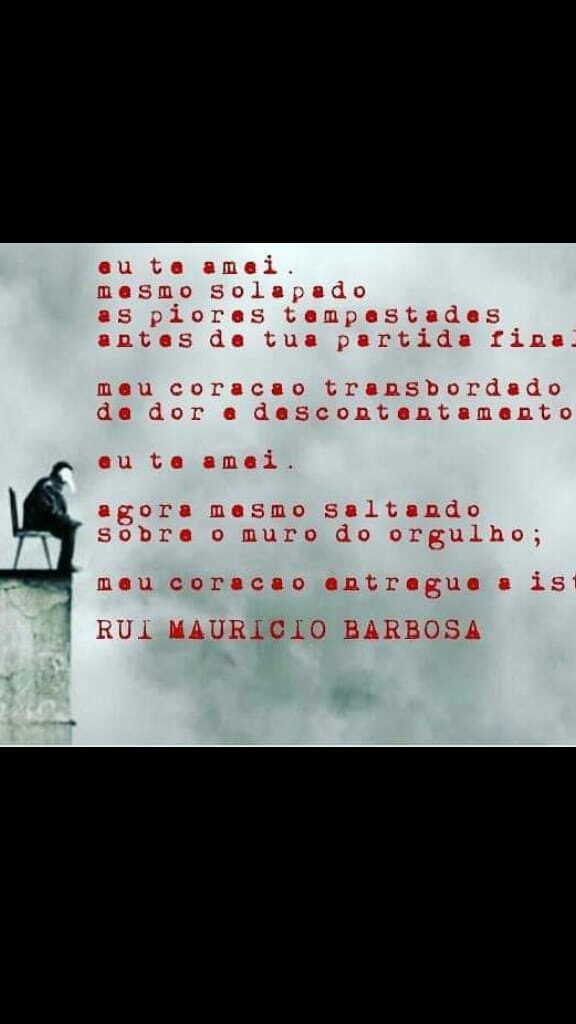 eu te amei.
mesmo solapado
as piores tempestades
antes de tua partida final
meu coracao transbordado
de dor e descontentamento
eu te amei.
agora mesmo saltando
sobre o muro do orgulho;
meu coracao entregue a
RUI MAURICIO BARBOSA